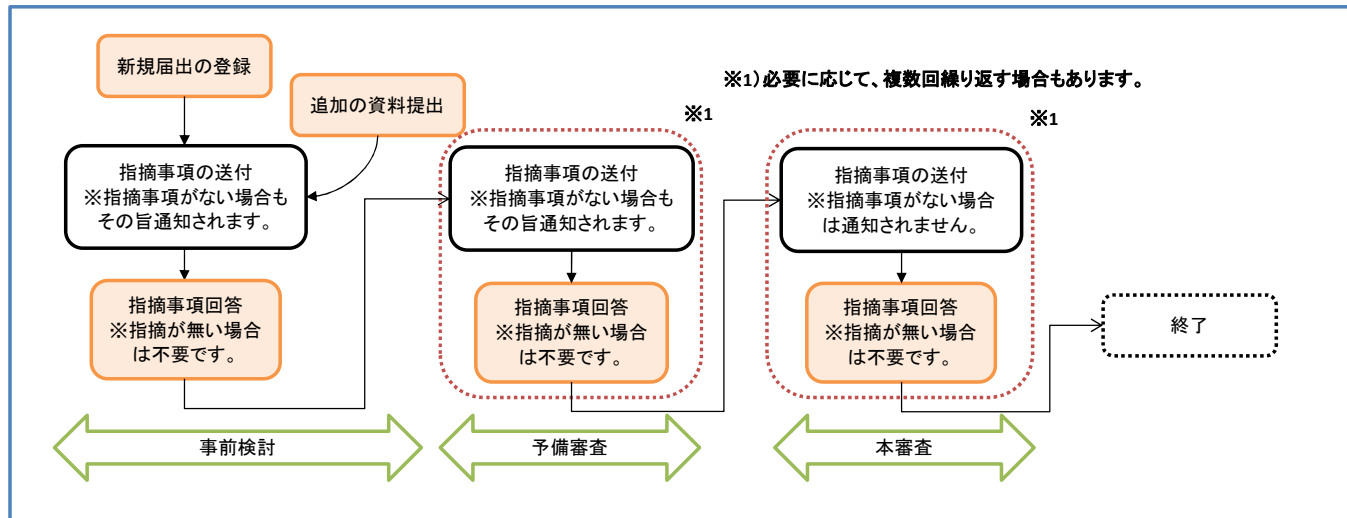 新規届出の登録
追加の資料提出
※1)必要に応じて、複数回繰り返す場合もあります。
※1
※1
指摘事項の送付
※指摘事項がない場合も
その旨通知されます。
指摘事項の送付
※指摘事項がない場合も
その旨通知されます。
指摘事項の送付
※指摘事項がない場合
は通知されません。
指摘事項回答
※指摘が無い場合
は不要です。
指摘事項回答
※指摘が無い場合
は不要です。
指摘事項回答
※指摘が無い場合
は不要です。
終了
事前検討
予備審査
本審査